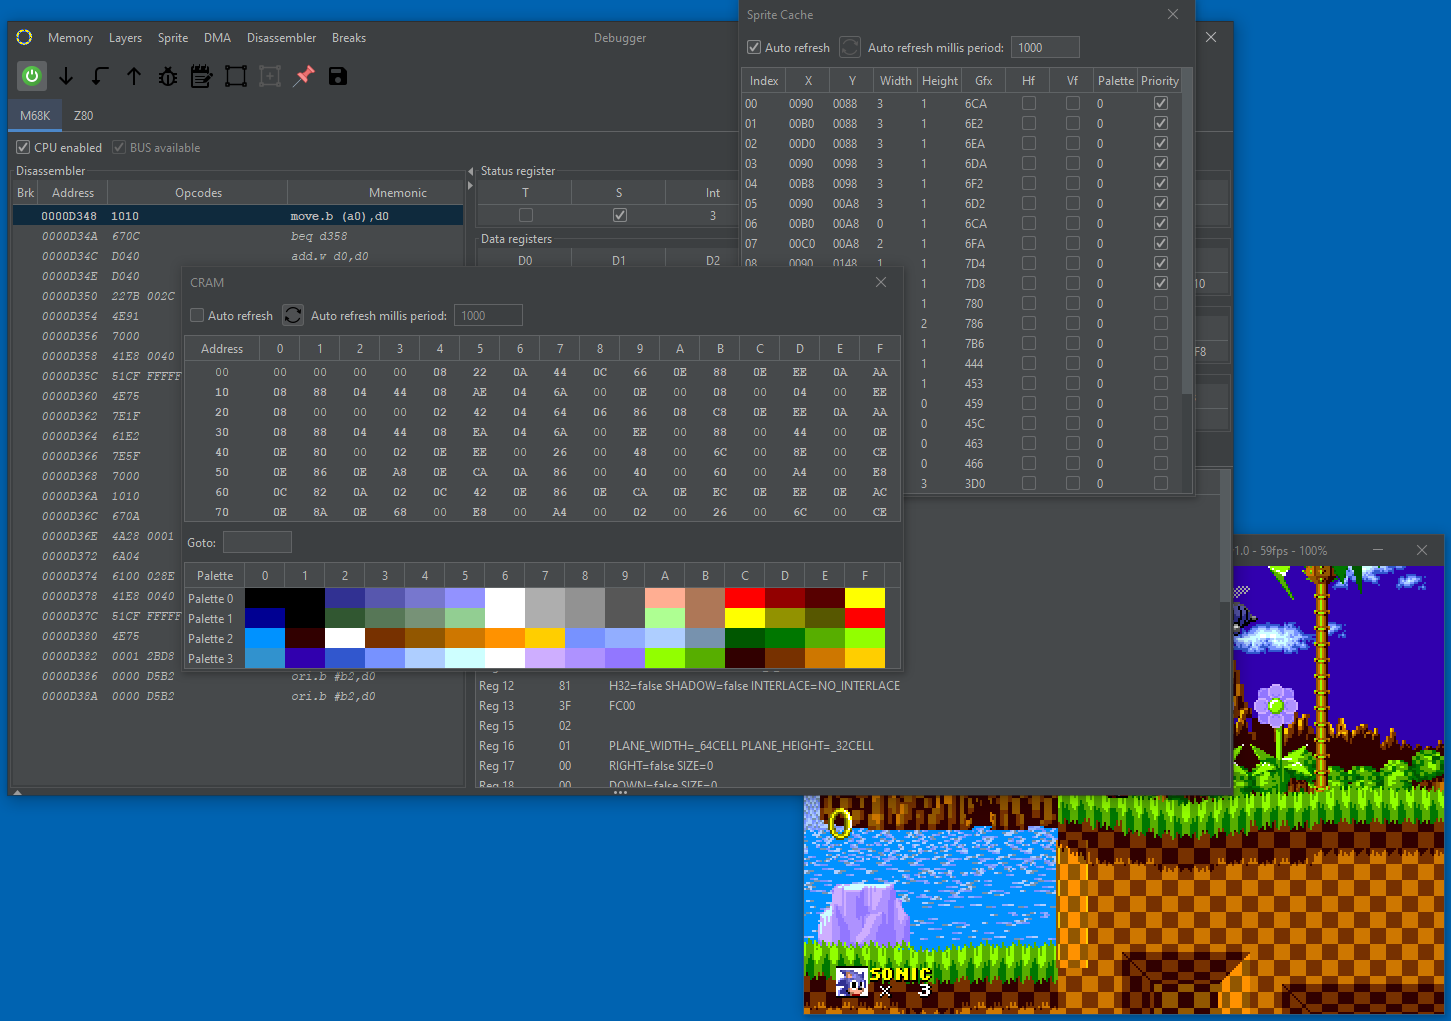 Memory Layers Sprite DMA Disassembler Breaks Debugger
M68K Z80
CPU enabled BUS available
Disassembler
Brk Address Opcodes Mnemonic
0000D348 1010 move.b (a0),d0
0000D34A 670C beq d358
0000D34C D040 add.w d0,d0
0000D34E D040
0000D350 227B 002C
0000D354 4E91
0000D356 7000
0000D358 41E8 0040
0000D35C 51CF FFFFF
0000D360 4E75
0000D362 7E1F
0000D364 61E2
0000D366 7E5F
0000D368 7000
0000D36A 1010
0000D36C 670A
0000D36E 4A28 0001
0000D372 6A04
0000D374 6100 028E
0000D378 41E8 0040
0000D37C 51CF FFFFF
0000D380 4E75
0000D382 0001 2BD8
0000D386 0000 D5B2 ori.b #b2,d0
0000D38A 0000 D5B2 ori.b #b2,d0
Status register
T S Int
3
Data registers
D0 D1 D2
10
F8
Sprite Cache
Auto refresh Auto refresh millis period: 1000
Index X Y Width Height Gfx Hf Vf Palette Priority
00 0090 0088 3 1 6CA 0
01 00B0 0088 3 1 6E2 0
02 00D0 0088 3 1 6EA 0
03 0090 0098 3 1 6DA 0
04 00B8 0098 3 1 6F2 0
05 0090 00A8 3 1 6D2 0
06 00B0 00A8 0 1 6CA 0
07 00C0 00A8 2 1 6FA 0
08 0090 0148 1 1 7D4 0
1 7D8 0
1 780 0
2 786 0
1 7B6 0
1 444 0
1 453 0
0 459 0
0 45C 0
0 463 0
0 466 0
3 3D0 0
CRAM
Auto refresh Auto refresh millis period: 1000
Address 0 1 2 3 4 5 6 7 8 9 A B C D E F
00 00 00 00 00 08 22 0A 44 0C 66 0E 88 0E EE 0A AA
10 08 88 04 44 08 AE 04 6A 00 0E 00 08 00 04 00 EE
20 08 00 00 00 02 42 04 64 06 86 08 C8 0E EE 0A AA
30 08 88 04 44 08 EA 04 6A 00 EE 00 88 00 44 00 0E
40 0E 80 00 02 0E EE 00 26 00 48 00 6C 00 8E 00 CE
50 0E 86 0E A8 0E CA 0A 86 00 40 00 60 00 A4 00 E8
60 0C 82 0A 02 0C 42 0E 86 0E CA 0E EC 0E EE 0E AC
70 0E 8A 0E 68 00 E8 00 A4 00 02 00 26 00 6C 00 CE
Goto:
Palette 0 1 2 3 4 5 6 7 8 9 A B C D E F
Palette 0
Palette 1
Palette 2
Palette 3
Reg 12 81 H32=false SHADOW=false INTERLACE=NO_INTERLACE
Reg 13 3F FC00
Reg 15 02
Reg 16 01 PLANE_WIDTH=_64CELL PLANE_HEIGHT=_32CELL
Reg 17 00 RIGHT=false SIZE=0
Reg 18 00 DOWN=false SIZE=0
1.0 - 59fps - 100%
SONIC
X 3